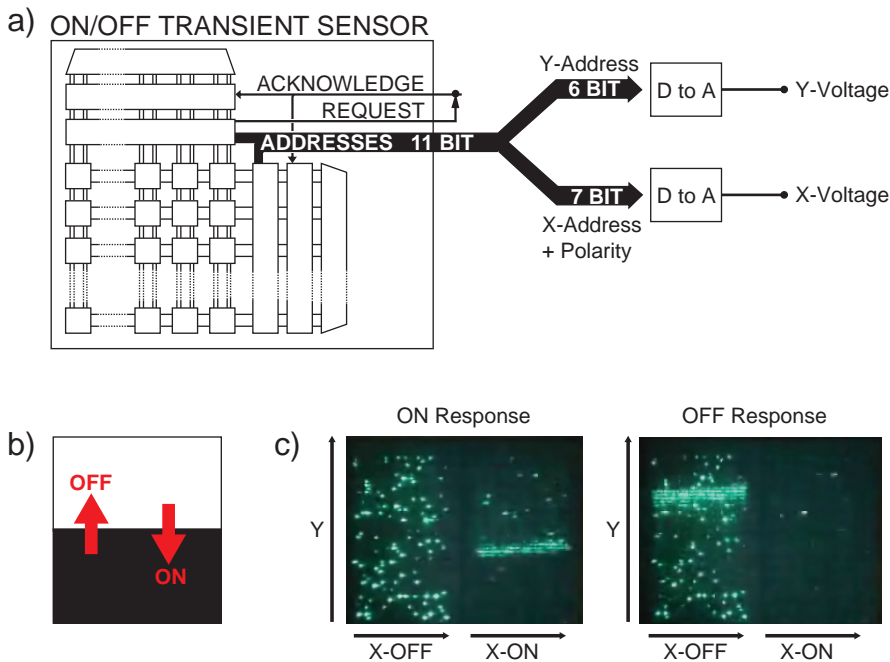 a)
ON/OFF TRANSIENT SENSOR
ACKNOWLEDGE
REQUEST
ADDRESSES 11 BIT
Y-Address
6 BIT
D to A
Y-Voltage
7 BIT
D to A
X-Voltage
X-Address
+ Polarity
b)
OFF
ON
c)
ON Response
Y
X-OFF
X-ON
OFF Response
Y
X-OFF
X-ON